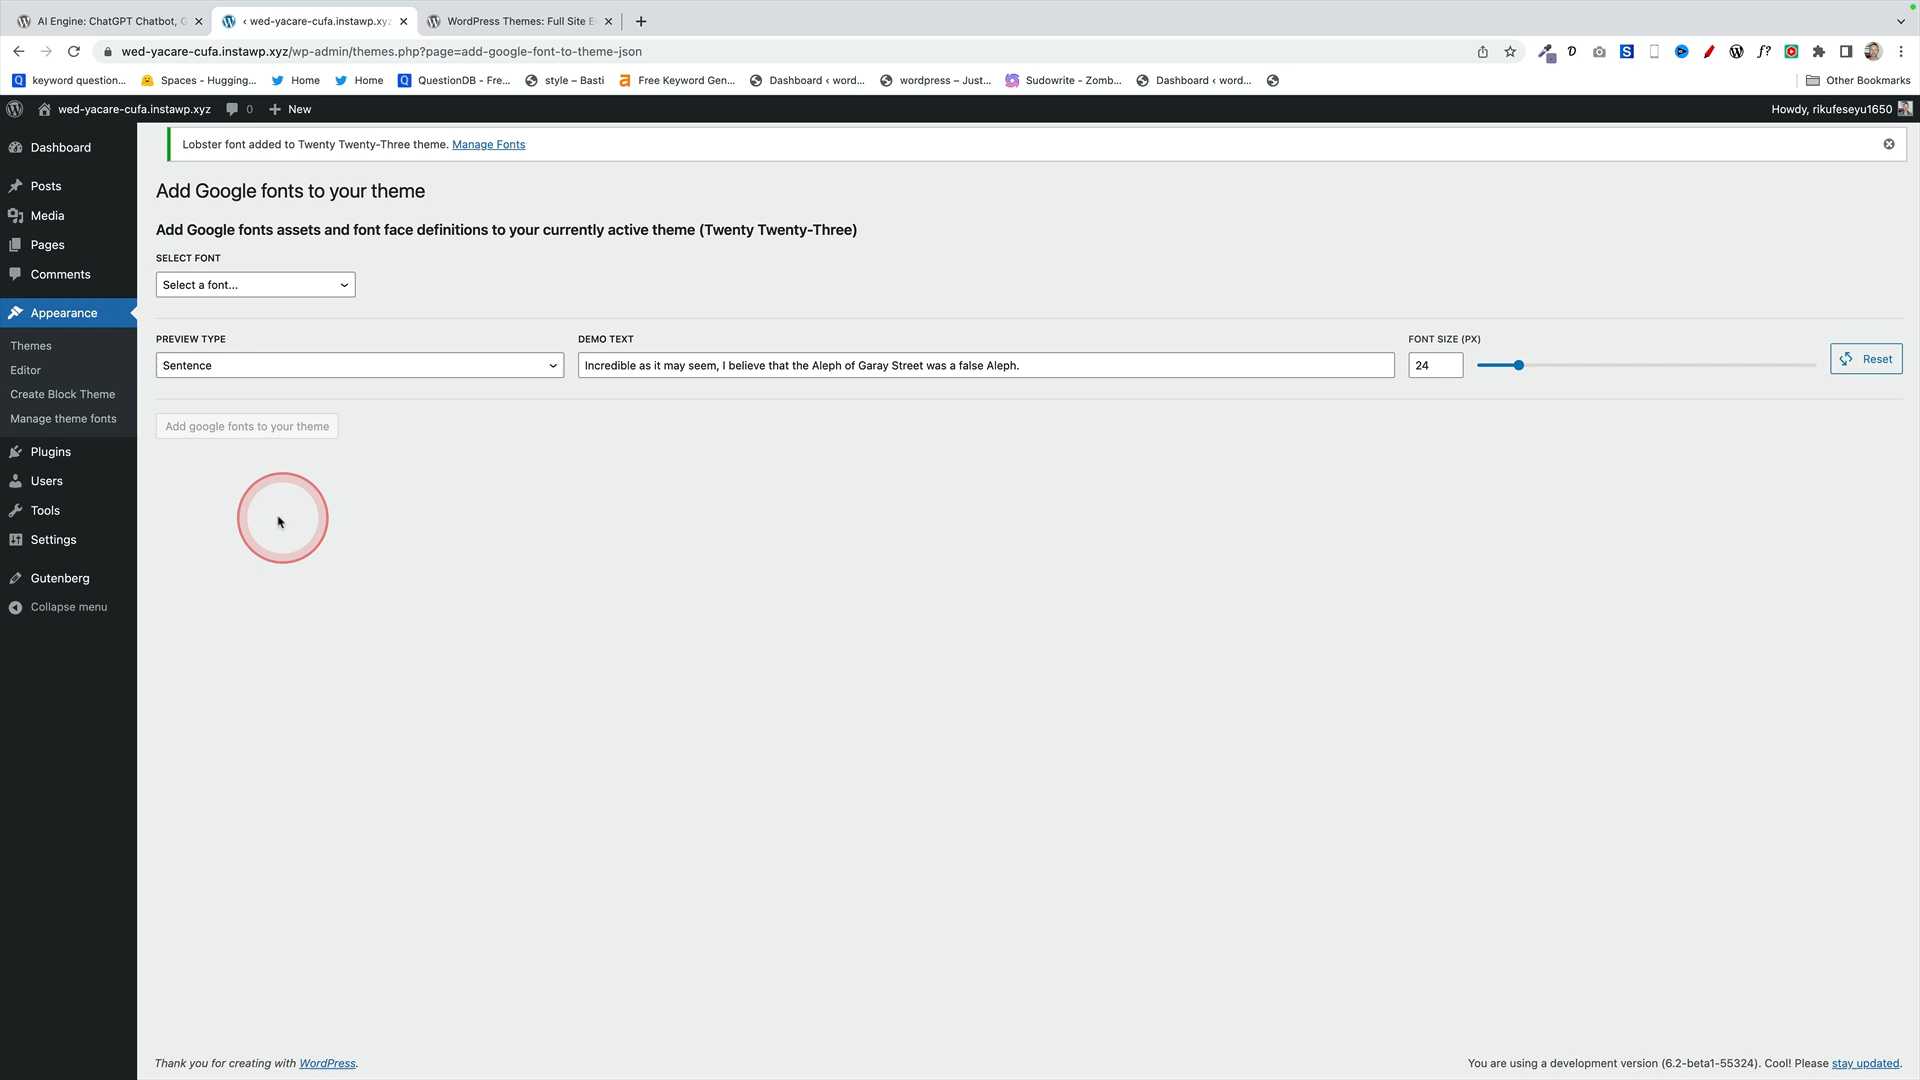 AI Engine: ChatGPT Chatbot, G
‹ wed-yacare-cufa.instawp.xyz
WordPress Themes: Full Site E
wed-yacare-cufa.instawp.xyz/wp-admin/themes.php?page=add-google-font-to-theme-json
keyword question...
Spaces - Hugging...
Home
Home
QuestionDB - Fre...
style – Basti
Free Keyword Gen...
Dashboard ‹ word...
wordpress – Just...
Sudowrite - Zomb...
Dashboard ‹ word...
Other Bookmarks
wed-yacare-cufa.instawp.xyz
0
New
Howdy, rikufeseyu1650
Dashboard
Posts
Media
Pages
Comments
Appearance
Themes
Editor
Create Block Theme
Manage theme fonts
Plugins
Users
Tools
Settings
Gutenberg
Collapse menu
Lobster font added to Twenty Twenty-Three theme. Manage Fonts
Add Google fonts to your theme
Add Google fonts assets and font face definitions to your currently active theme (Twenty Twenty-Three)
SELECT FONT
Select a font...
PREVIEW TYPE
Sentence
DEMO TEXT
Incredible as it may seem, I believe that the Aleph of Garay Street was a false Aleph.
FONT SIZE (PX)
24
Reset
Add google fonts to your theme
Thank you for creating with WordPress.
You are using a development version (6.2-beta1-55324). Cool! Please stay updated.